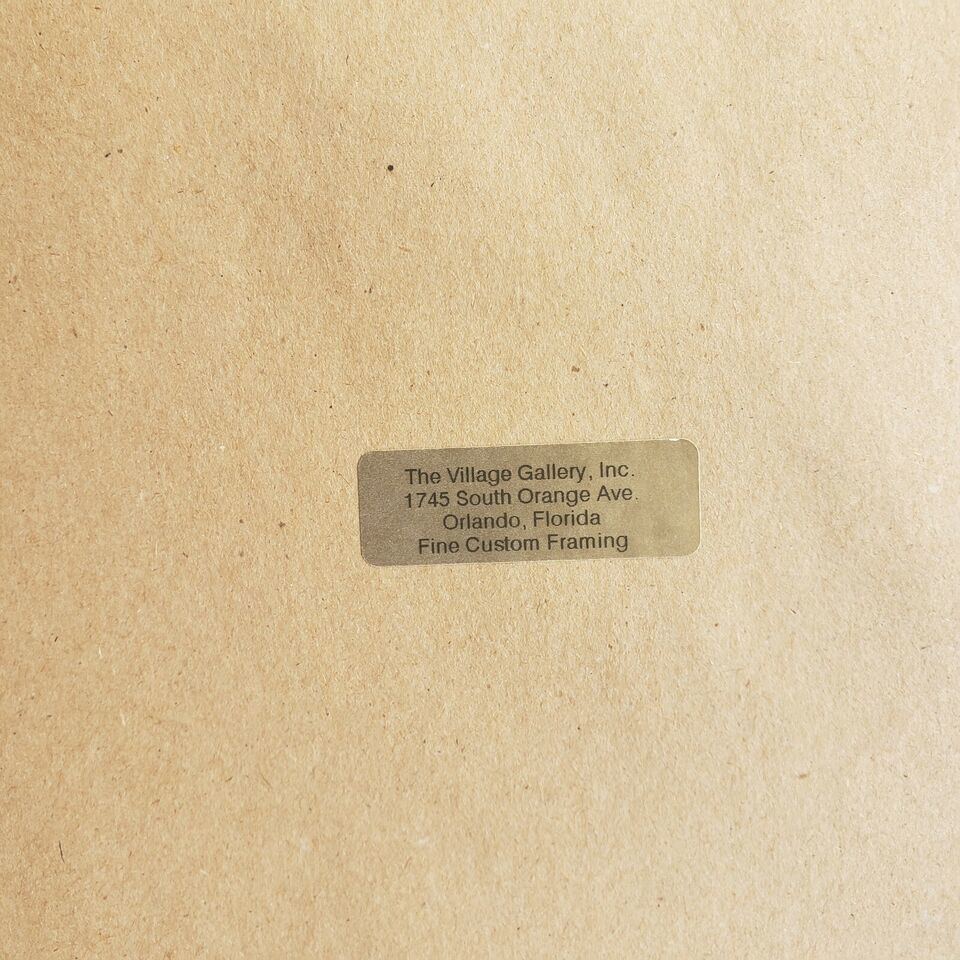 The Village Gallery, Inc.
1745 South Orange Ave.
Orlando, Florida
Fine Custom Framing